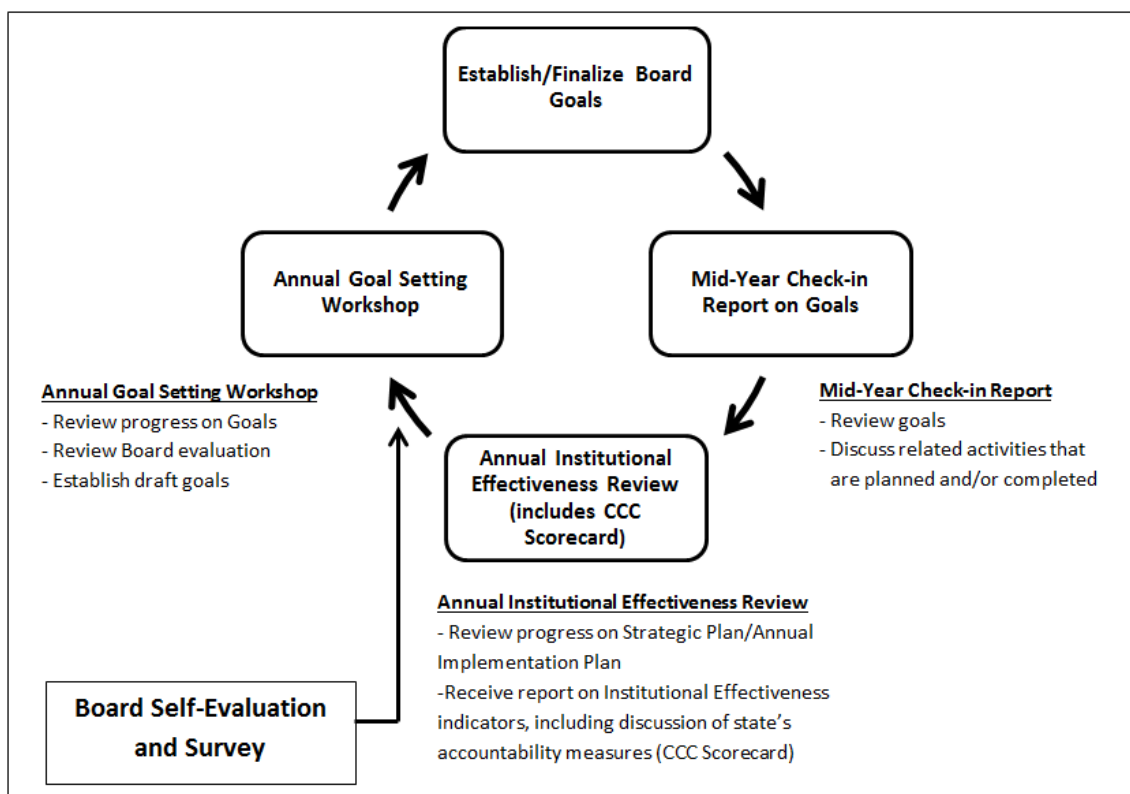 Establish/Finalize Board
Goals
Annual Goal Setting
Workshop
Mid-Year Check-in
Report on Goals
Annual Goal Setting Workshop
- Review progress on Goals
- Review Board evaluation
- Establish draft goals
Mid-Year Check-in Report
- Review goals
- Discuss related activities that
are planned and/or completed
Annual Institutional
Effectiveness Review
(includes CCC
Scorecard)
Annual Institutional Effectiveness Review
- Review progress on Strategic Plan/Annual
Implementation Plan
-Receive report on Institutional Effectiveness
indicators, including discussion of state’s
accountability measures (CCC Scorecard)
Board Self-Evaluation
and Survey